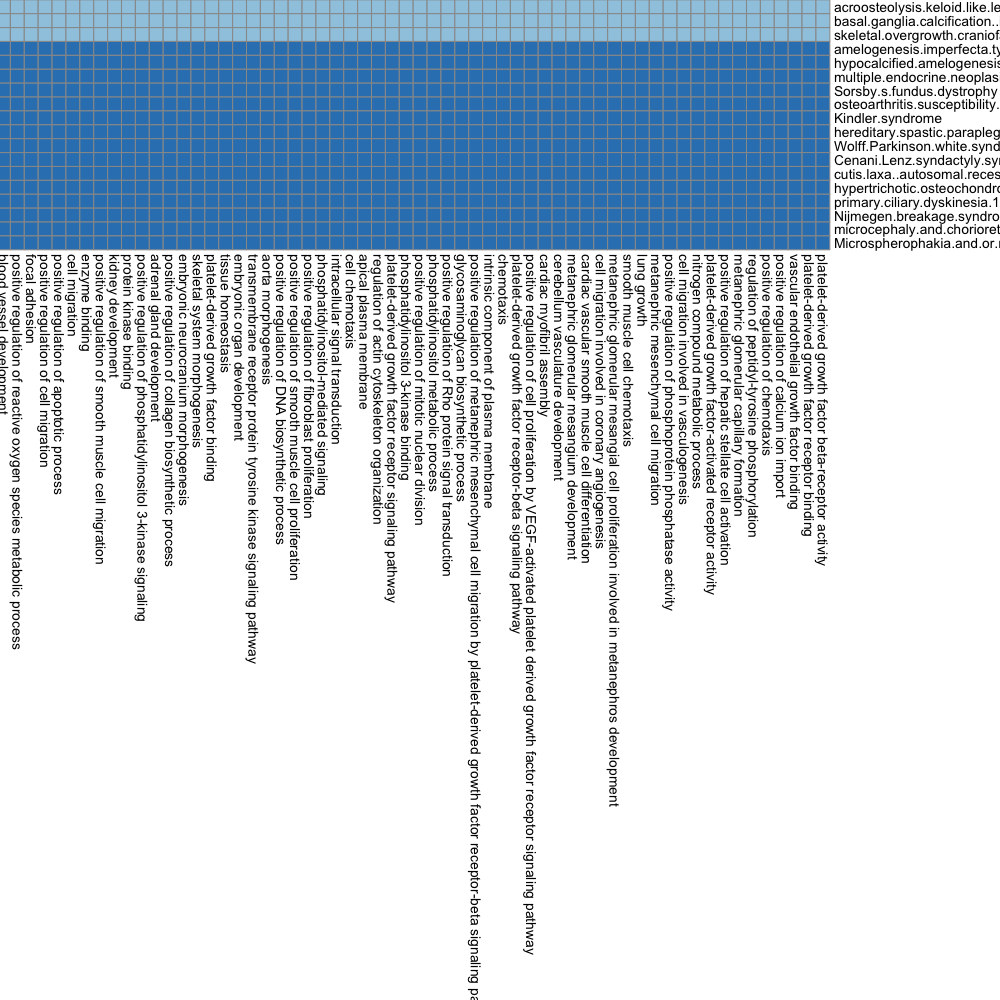 acroosteolysis.keloid.like.le
basal.ganglia.calcification..
skeletal.overgrowth.craniof
amelogenesis.imperfecta.ty
hypocalcified.amelogenesis
multiple.endocrine.neoplas
Sorsby.s.fundus.dystrophy
osteoarthritis.susceptibility.
Kindler.syndrome
hereditary.spastic.parapleg
Wolff.Parkinson.white.synd
Cenani.Lenz.syndactyly.syn
cutis.laxa..autosomal.reces
hypertrichotic.osteochondro
primary.ciliary.dyskinesia.1
Nijmegen.breakage.syndro
microcephaly.and.chorioret
Microspherophakia.and.or.m
blood vessel development
positive regulation of reactive oxygen species metabolic process
focal adhesion
positive regulation of cell migration
positive regulation of apoptotic process
cell migration
enzyme binding
positive regulation of smooth muscle cell migration
kidney development
protein kinase binding
positive regulation of phosphatidylinositol 3-kinase signaling
adrenal gland development
positive regulation of collagen biosynthetic process
embryonic neurocranium morphogenesis
skeletal system morphogenesis
platelet-derived growth factor binding
tissue homeostasis
embryonic organ development
transmembrane receptor protein tyrosine kinase signaling pathway
aorta morphogenesis
positive regulation of DNA biosynthetic process
positive regulation of smooth muscle cell proliferation
positive regulation of fibroblast proliferation
phosphatidylinositol-mediated signaling
intracellular signal transduction
cell chemotaxis
apical plasma membrane
regulation of actin cytoskeleton organization
platelet-derived growth factor receptor signaling pathway
phosphatidylinositol 3-kinase binding
positive regulation of mitotic nuclear division
phosphatidylinositol metabolic process
positive regulation of Rho protein signal transduction
glycosaminoglycan biosynthetic process
positive regulation of metanephric mesenchymal cell migration by platelet-derived growth factor receptor-beta signaling pa
intrinsic component of plasma membrane
chemotaxis
platelet-derived growth factor receptor-beta signaling pathway
positive regulation of cell proliferation by VEGF-activated platelet derived growth factor receptor signaling pathway
cardiac myofibril assembly
cerebellum vasculature development
metanephric glomerular mesangium development
cardiac vascular smooth muscle cell differentiation
cell migration involved in coronary angiogenesis
metanephric glomerular mesangial cell proliferation involved in metanephros development
smooth muscle cell chemotaxis
lung growth
metanephric mesenchymal cell migration
positive regulation of phosphoprotein phosphatase activity
cell migration involved in vasculogenesis
nitrogen compound metabolic process
platelet-derived growth factor-activated receptor activity
positive regulation of hepatic stellate cell activation
metanephric glomerular capillary formation
regulation of peptidyl-tyrosine phosphorylation
positive regulation of chemotaxis
positive regulation of calcium ion import
vascular endothelial growth factor binding
platelet-derived growth factor receptor binding
platelet-derived growth factor beta-receptor activity